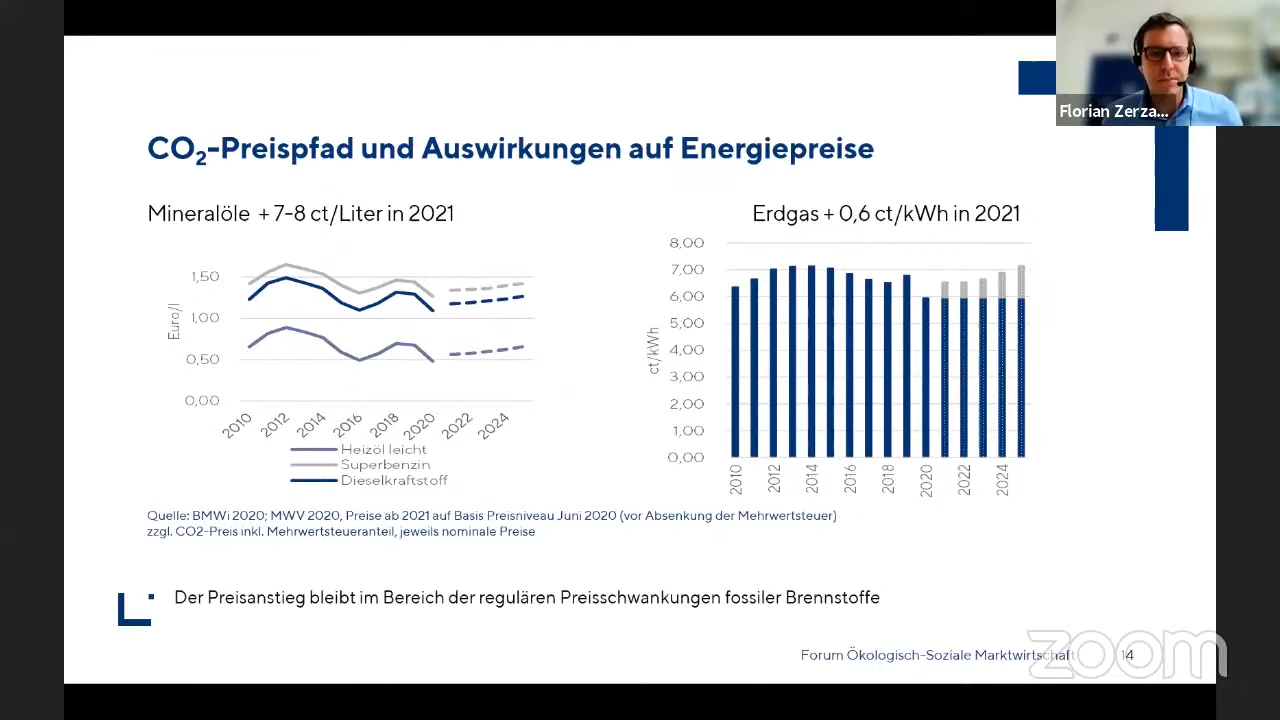 Florian Zerza...
CO₂-Preispfad und Auswirkungen auf Energiepreise
Mineralöle + 7-8 ct/Liter in 2021
Erdgas + 0,6 ct/kWh in 2021
1,50
1,00
0,50
0,00
Euro/l
2010
2012
2014
2016
2018
2020
2022
2024
Heizöl leicht
Superbenzin
Dieselkraftstoff
8,00
7,00
6,00
5,00
4,00
3,00
2,00
1,00
0,00
ct/kWh
2010
2012
2014
2016
2018
2020
2022
2024
Quelle: BMWi 2020; MWV 2020, Preise ab 2021 auf Basis Preisniveau Juni 2020 (vor Absenkung der Mehrwertsteuer)
zzgl. CO2-Preis inkl. Mehrwertsteueranteil, jeweils nominale Preise
Der Preisanstieg bleibt im Bereich der regulären Preisschwankungen fossiler Brennstoffe
Forum Ökologisch-Soziale Marktwirtschaft
14
zoom